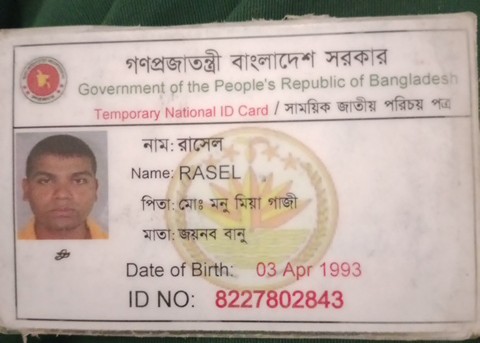 গণপ্রজাতন্ত্রী বাংলাদেশ সরকার
Government of the People's Republic of Bangladesh
Temporary National ID Card / সাময়িক জাতীয় পরিচয় পত্র
নাম: রাসেল
Name: RASEL
পিতা: মোঃ মনু মিয়া গাজী
মাতা: জয়নব বানু
Date of Birth: 03 Apr 1993
ID NO: 8227802843